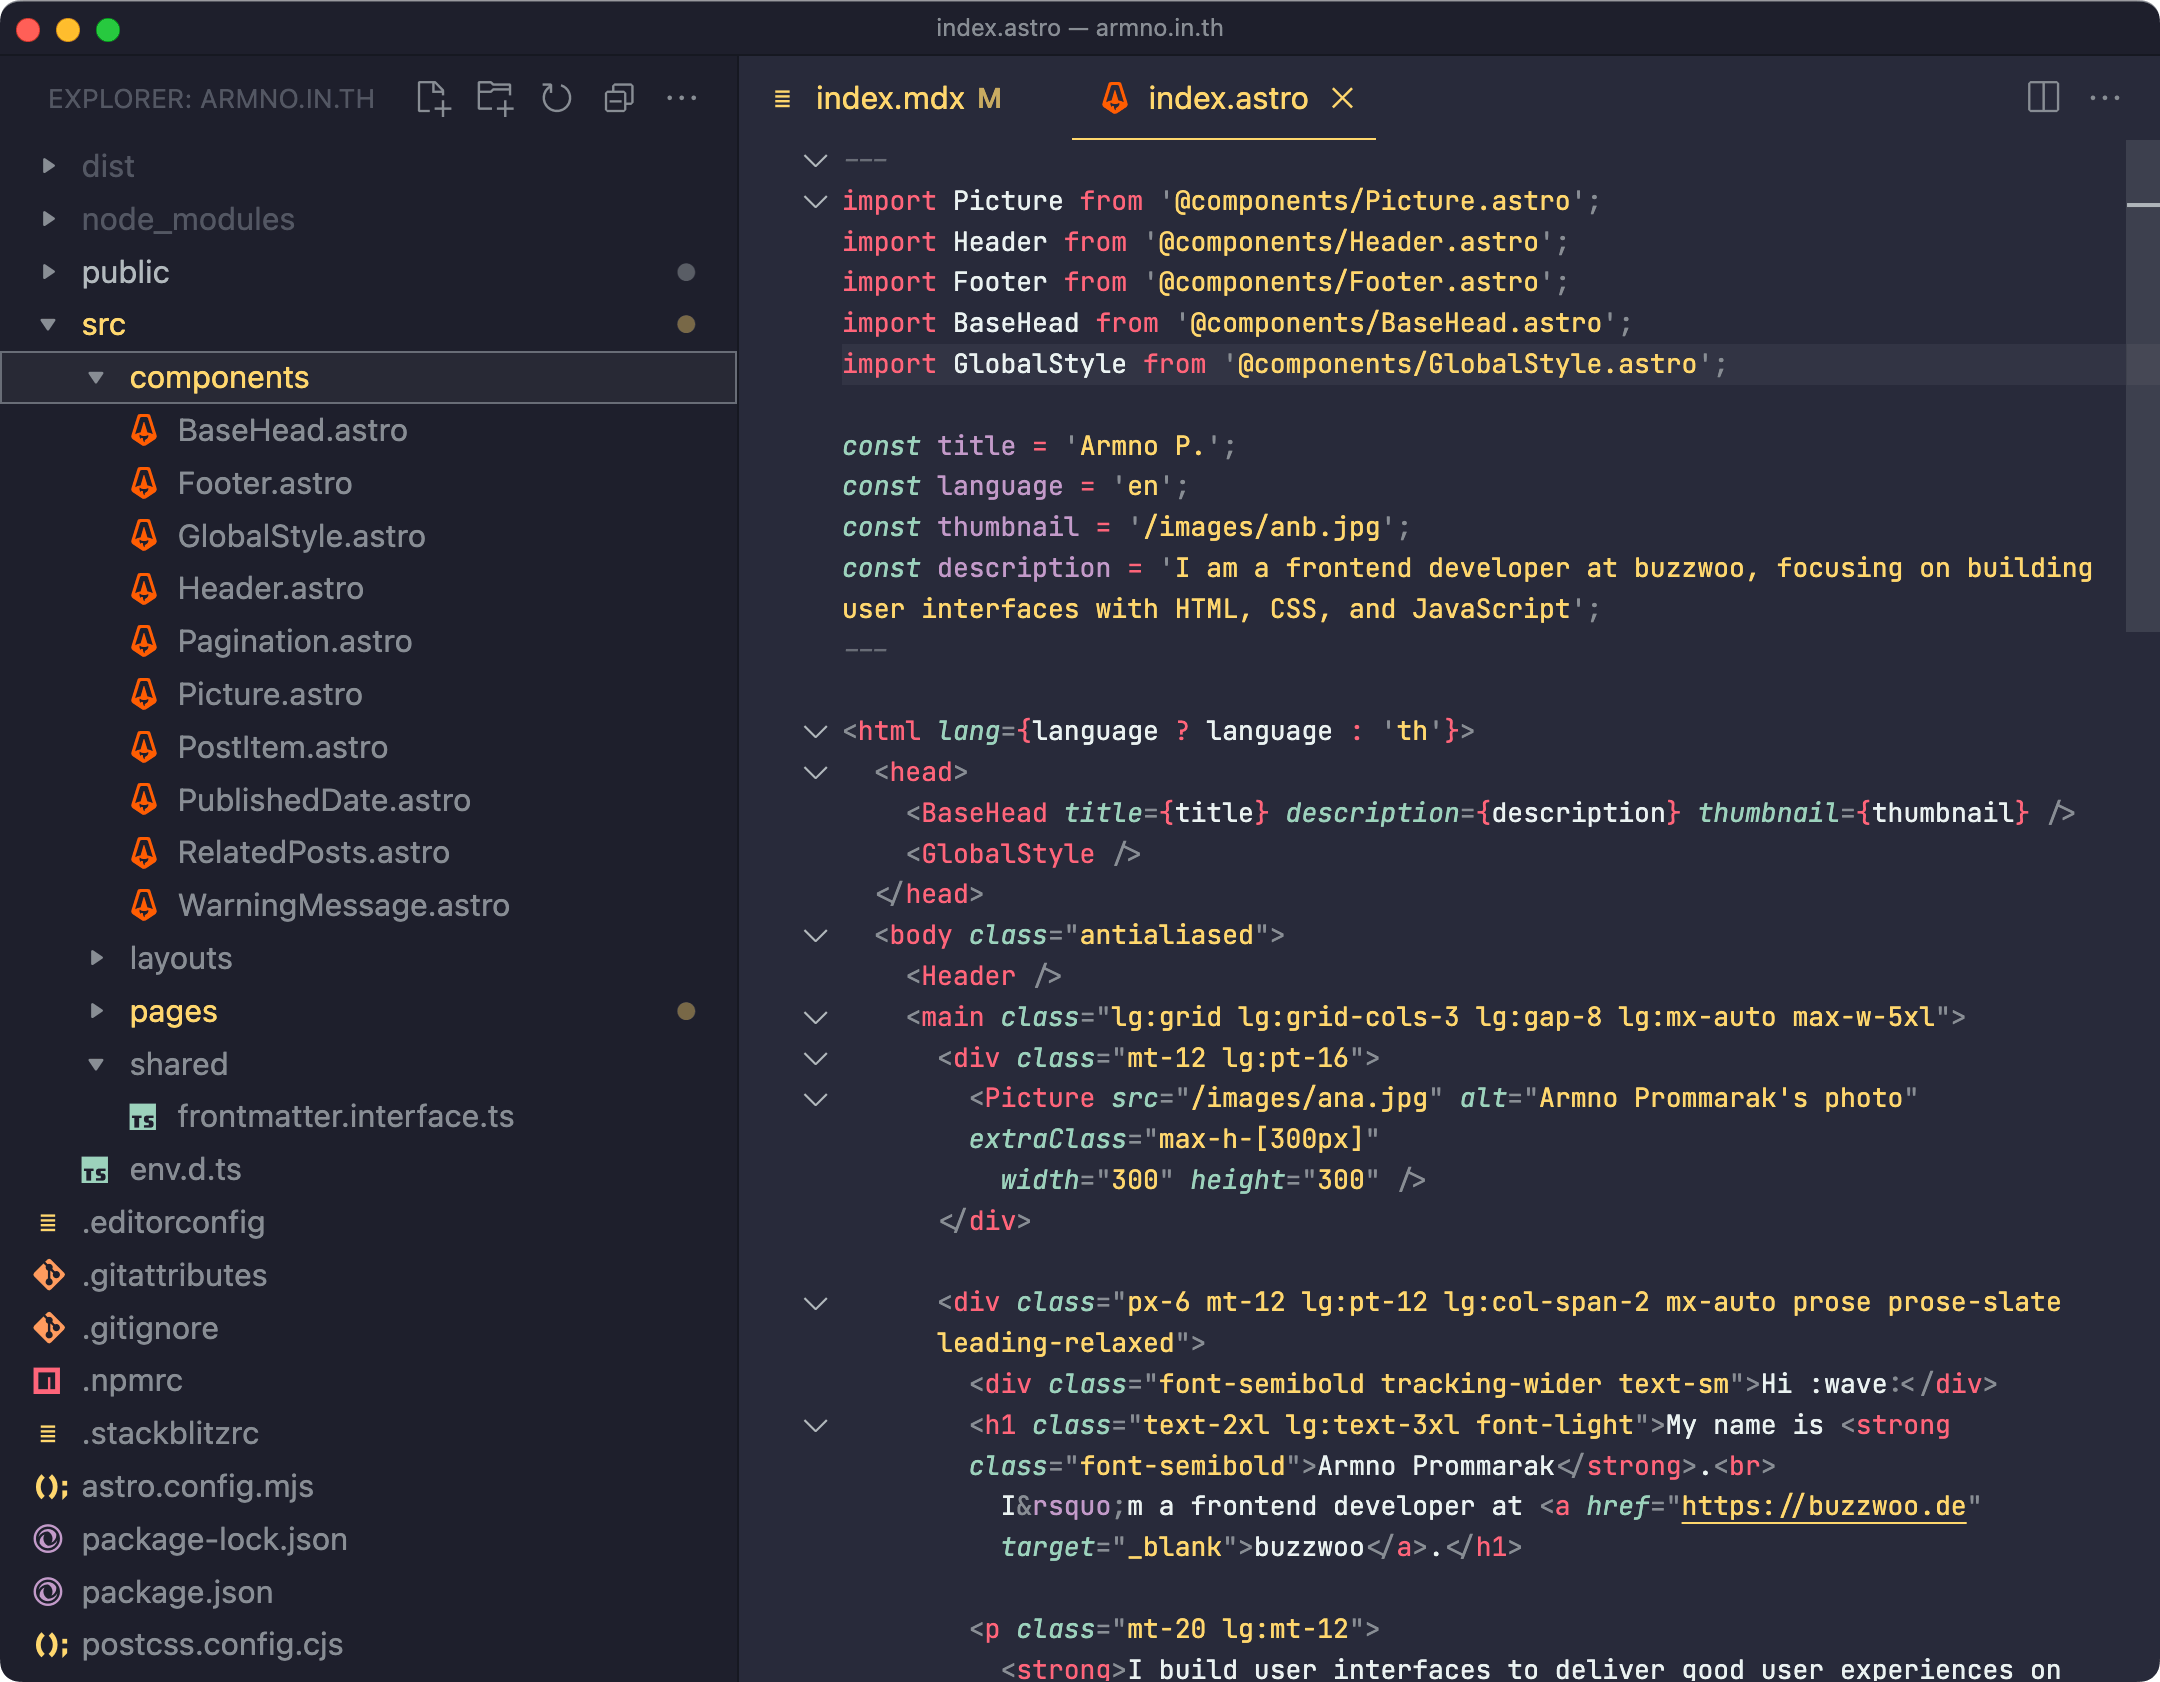 index.astro — armno.in.th
EXPLORER: ARMNO.IN.TH
dist
node_modules
public
src
components
BaseHead.astro
Footer.astro
GlobalStyle.astro
Header.astro
Pagination.astro
Picture.astro
PostItem.astro
PublishedDate.astro
RelatedPosts.astro
WarningMessage.astro
layouts
pages
shared
TS frontmatter.interface.ts
TS env.d.ts
.editorconfig
.gitattributes
.gitignore
.npmrc
.stackblitzrc
(); astro.config.mjs
package-lock.json
package.json
(); postcss.config.cjs
index.mdx M
index.astro
---
import Picture from '@components/Picture.astro';
import Header from '@components/Header.astro';
import Footer from '@components/Footer.astro';
import BaseHead from '@components/BaseHead.astro';
import GlobalStyle from '@components/GlobalStyle.astro';
const title = 'Armno P.';
const language = 'en';
const thumbnail = '/images/anb.jpg';
const description = 'I am a frontend developer at buzzwoo, focusing on building
user interfaces with HTML, CSS, and JavaScript';
---
<html lang={language ? language : 'th'}>
<head>
<BaseHead title={title} description={description} thumbnail={thumbnail} />
<GlobalStyle />
</head>
<body class="antialiased">
<Header />
<main class="lg:grid lg:grid-cols-3 lg:gap-8 lg:mx-auto max-w-5xl">
<div class="mt-12 lg:pt-16">
<Picture src="/images/ana.jpg" alt="Armno Prommarak's photo"
extraClass="max-h-[300px]"
width="300" height="300" />
</div>
<div class="px-6 mt-12 lg:pt-12 lg:col-span-2 mx-auto prose prose-slate
leading-relaxed">
<div class="font-semibold tracking-wider text-sm">Hi :wave:</div>
<h1 class="text-2xl lg:text-3xl font-light">My name is <strong
class="font-semibold">Armno Prommarak</strong>.<br>
I&rsquo;m a frontend developer at <a href="https://buzzwoo.de"
target="_blank">buzzwoo</a>.</h1>
<p class="mt-20 lg:mt-12">
<strong>I build user interfaces to deliver good user experiences on